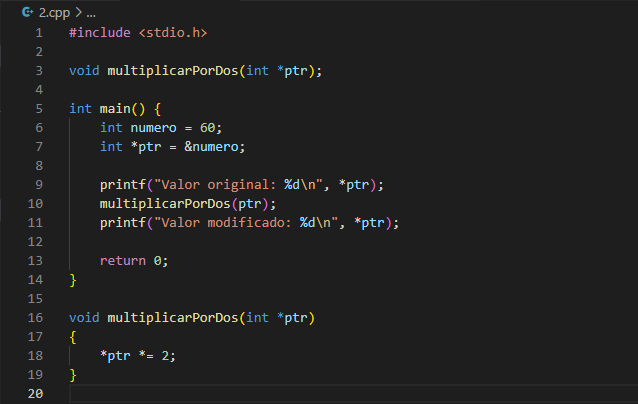 2.cpp > ...
1 #include <stdio.h>
2
3 void multiplicarPorDos(int *ptr);
4
5 int main() {
6     int numero = 60;
7     int *ptr = &numero;
8
9     printf("Valor original: %d\n", *ptr);
10     multiplicarPorDos(ptr);
11     printf("Valor modificado: %d\n", *ptr);
12
13     return 0;
14 }
15
16 void multiplicarPorDos(int *ptr)
17 {
18     *ptr *= 2;
19 }
20